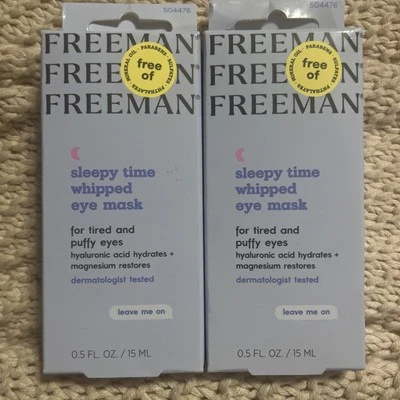 S04476
FREEMAN
FREEMAN
FREEMAN®
MINERAL OIL · PARABENS · SULFATES · PHTHALATES
free
of
sleepy time
whipped
eye mask
for tired and
puffy eyes
hyaluronic acid hydrates +
magnesium restores
dermatologist tested
leave me on
0.5 FL. OZ. / 15 ML
S04476
FREEMAN
FREEMAN
FREEMAN®
MINERAL OIL · PARABENS · SULFATES · PHTHALATES
free
of
sleepy time
whipped
eye mask
for tired and
puffy eyes
hyaluronic acid hydrates +
magnesium restores
dermatologist tested
leave me on
0.5 FL. OZ. / 15 ML